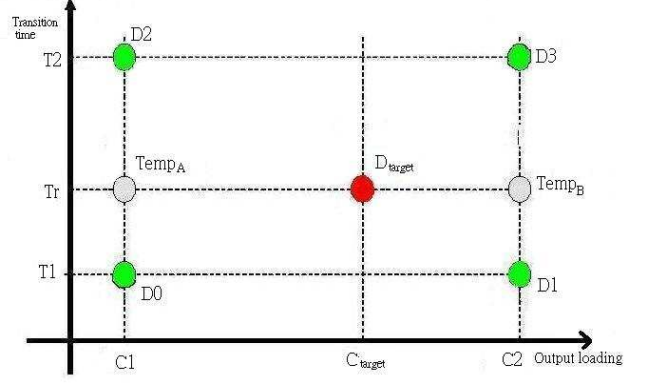 Transition
time
D2
T2
D3
TempA
Dtarget
Tr
TempB
T1
D0
D1
C1
Ctarget
C2
Output loading